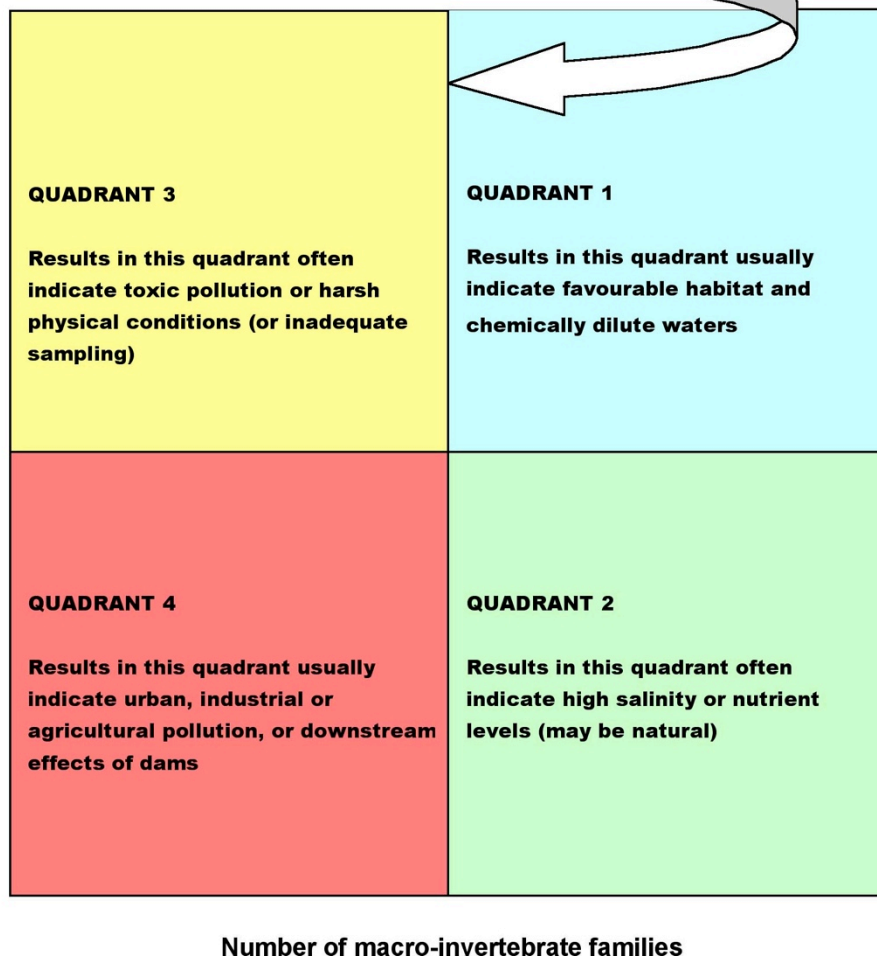 QUADRANT 3
Results in this quadrant often
indicate toxic pollution or harsh
physical conditions (or inadequate
sampling)
QUADRANT 1
Results in this quadrant usually
indicate favourable habitat and
chemically dilute waters
QUADRANT 4
Results in this quadrant usually
indicate urban, industrial or
agricultural pollution, or downstream
effects of dams
QUADRANT 2
Results in this quadrant often
indicate high salinity or nutrient
levels (may be natural)
Number of macro-invertebrate families